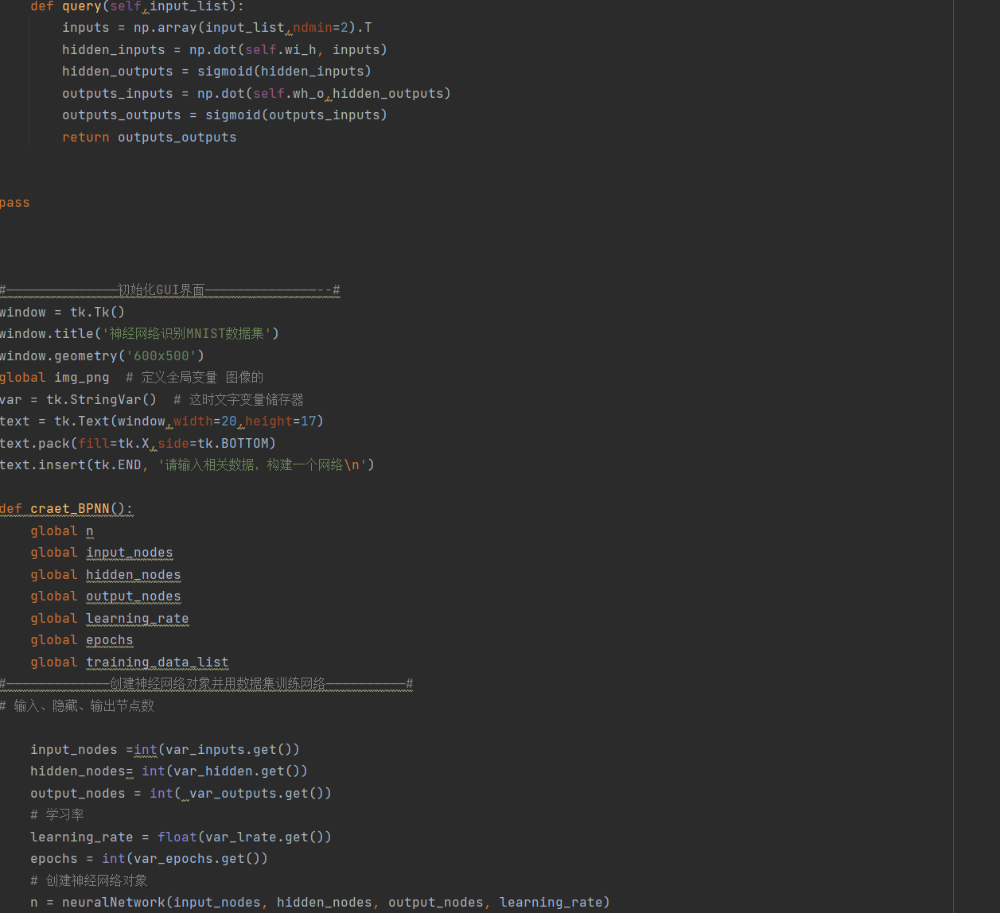 def query(self,input_list):
inputs = np.array(input_list,ndmin=2).T
hidden_inputs = np.dot(self.wi_h, inputs)
hidden_outputs = sigmoid(hidden_inputs)
outputs_inputs = np.dot(self.wh_o,hidden_outputs)
outputs_outputs = sigmoid(outputs_inputs)
return outputs_outputs
pass
#——————————————初始化GUI界面——————————————--#
window = tk.Tk()
window.title('神经网络识别MNIST数据集')
window.geometry('600x500')
global img_png  # 定义全局变量 图像的
var = tk.StringVar()  # 这时文字变量储存器
text = tk.Text(window,width=20,height=17)
text.pack(fill=tk.X,side=tk.BOTTOM)
text.insert(tk.END, '请输入相关数据，构建一个网络\n')
def craet_BPNN():
global n
global input_nodes
global hidden_nodes
global output_nodes
global learning_rate
global epochs
global training_data_list
#—————————————创建神经网络对象并用数据集训练网络——————————#
# 输入、隐藏、输出节点数
input_nodes =int(var_inputs.get())
hidden_nodes= int(var_hidden.get())
output_nodes = int( var_outputs.get())
# 学习率
learning_rate = float(var_lrate.get())
epochs = int(var_epochs.get())
# 创建神经网络对象
n = neuralNetwork(input_nodes, hidden_nodes, output_nodes, learning_rate)